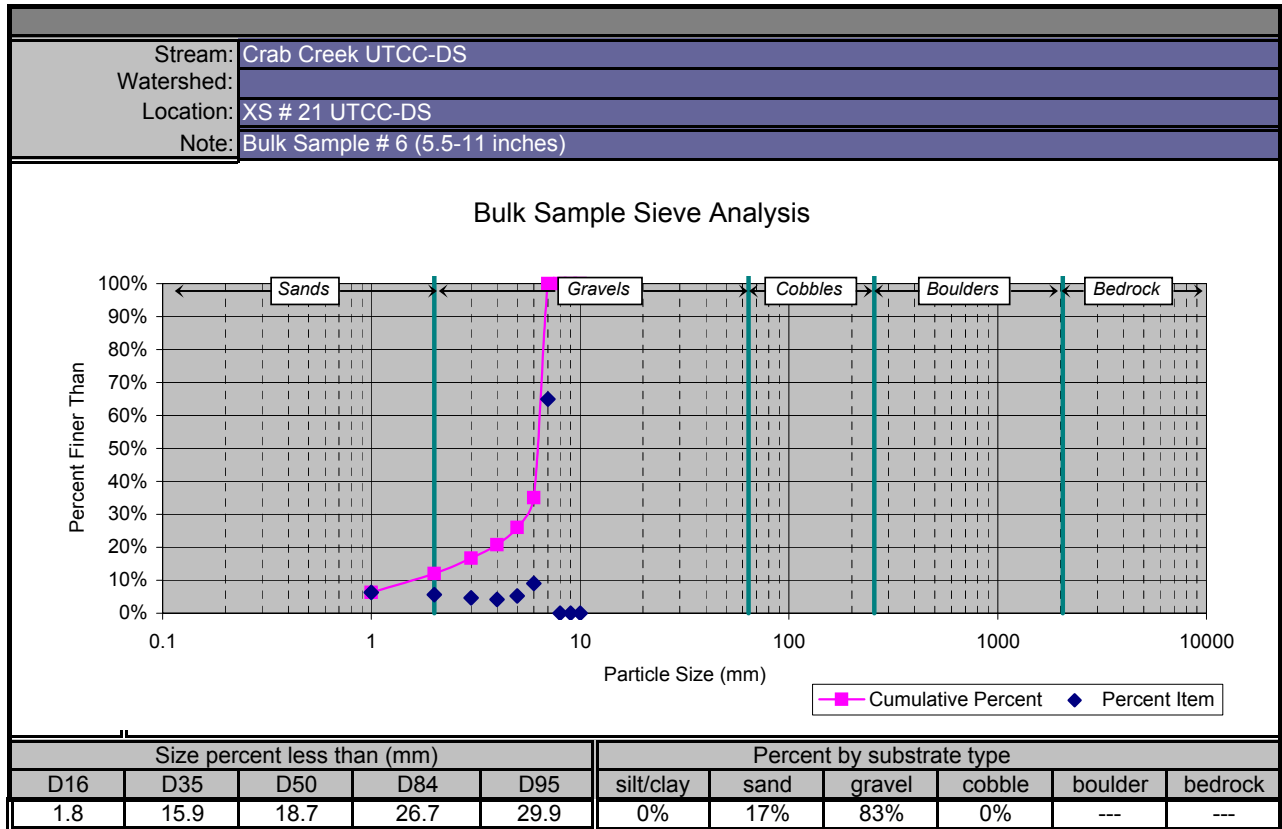 Stream: Crab Creek UTCC-DS
Watershed:
Location: XS # 21 UTCC-DS
Note: Bulk Sample # 6 (5.5-11 inches)
Bulk Sample Sieve Analysis
Sands Gravels Cobbles Boulders Bedrock
100%
90%
80%
70%
60%
50%
40%
30%
20%
10%
0%
Percent Finer Than
0.1 1 10 100 1000 10000
Particle Size (mm)
Cumulative Percent Percent Item
Size percent less than (mm) Percent by substrate type
D16 D35 D50 D84 D95 silt/clay sand gravel cobble boulder bedrock
1.8 15.9 18.7 26.7 29.9 0% 17% 83% 0% --- ---